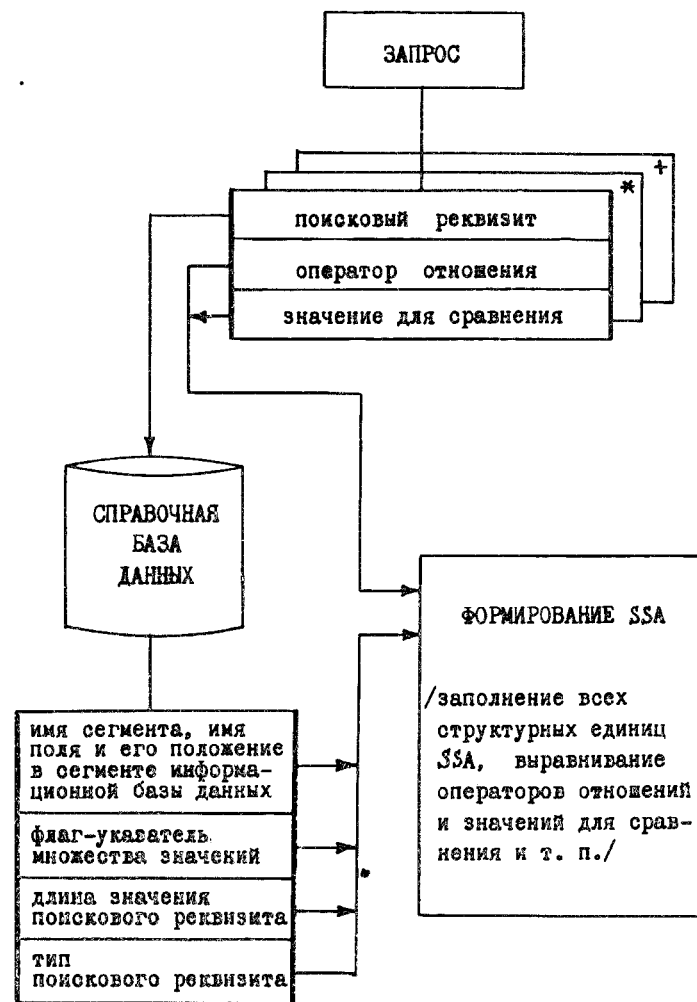 ЗАПРОС
+
*
поисковый реквизит
оператор отношения
значение для сравнения
СПРАВОЧНАЯ
БАЗА
ДАННЫХ
имя сегмента, имя
поля и его положение
в сегменте информа-
ционной базы данных
флаг-указатель
множества значений
длина значения
поискового реквизита
тип
поискового реквизита
ФОРМИРОВАНИЕ SSA
/заполнение всех
структурных единиц
SSA, выравнивание
операторов отношений
и значений для срав-
нения и т. п./